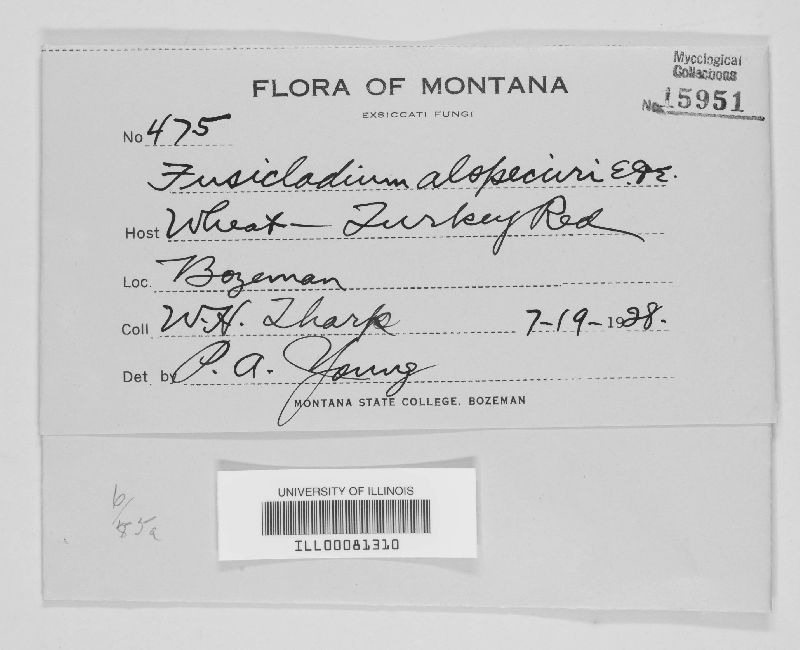 Mycological
Collections
No. 15951
FLORA OF MONTANA
EXSICCATI FUNGI
No 475
Fusicladium alopecuri E.&E.
Host Wheat – Turkey Red
Loc. Bozeman
Coll W.H. Tharp 7-19-1928.
Det by P. A. Young
MONTANA STATE COLLEGE, BOZEMAN
6/
UNIVERSITY OF ILLINOIS
ILL00081310